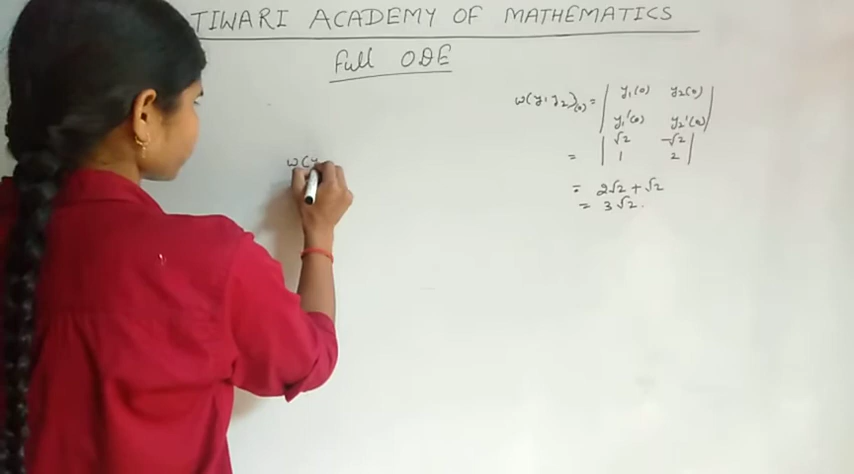 TIWARI ACADEMY OF MATHEMATICS
Full ODE
W(y
W(y₁ y₂)₍₀₎ = | y₁(0) y₂(0) |
| y₁'(0) y₂'(0) |
= | √2 -√2 |
| 1 2 |
= 2√2 + √2
= 3√2.